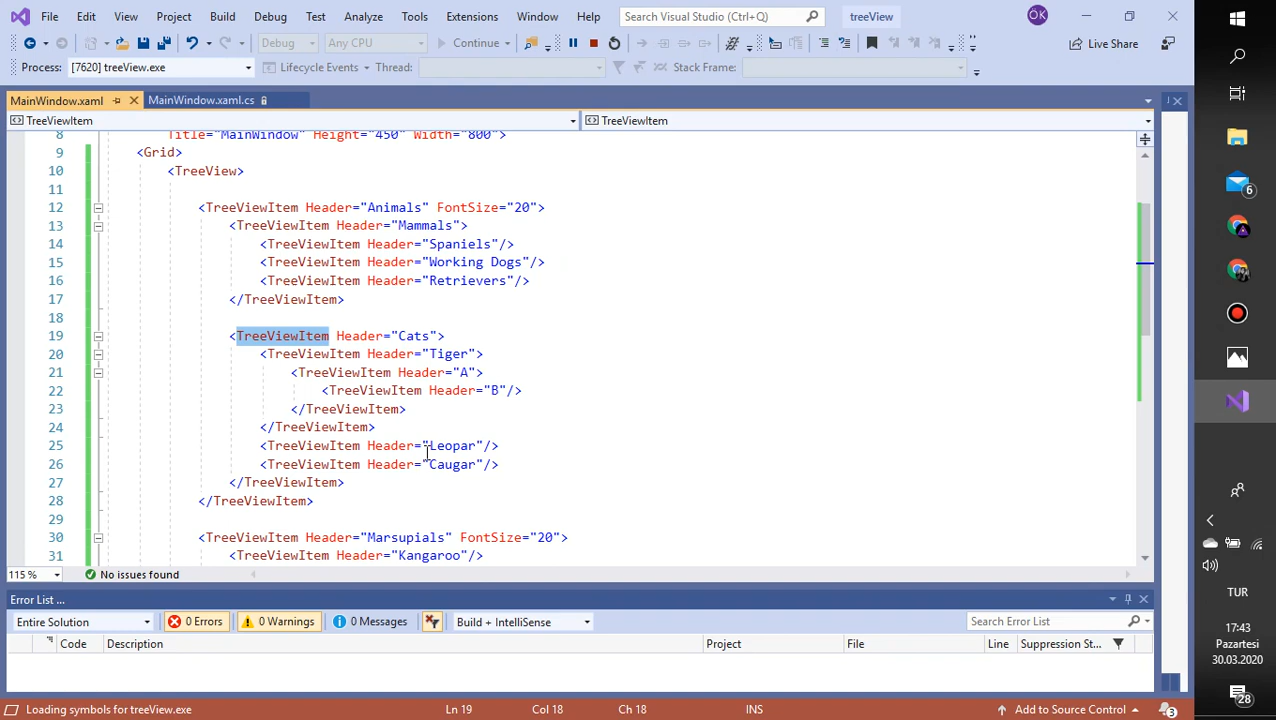 File Edit View Project Build Debug Test Analyze Tools Extensions Window Help Search Visual Studio (Ctrl+Q) treeView OK
Debug Any CPU Continue Live Share
Process: [7620] treeView.exe Lifecycle Events Thread: Stack Frame:
MainWindow.xaml MainWindow.xaml.cs
TreeViewItem TreeViewItem
8 Title="MainWindow" Height="450" Width="800">
9 <Grid>
10 <TreeView>
11
12 <TreeViewItem Header="Animals" FontSize="20">
13 <TreeViewItem Header="Mammals">
14 <TreeViewItem Header="Spaniels"/>
15 <TreeViewItem Header="Working Dogs"/>
16 <TreeViewItem Header="Retrievers"/>
17 </TreeViewItem>
18
19 <TreeViewItem Header="Cats">
20 <TreeViewItem Header="Tiger">
21 <TreeViewItem Header="A">
22 <TreeViewItem Header="B"/>
23 </TreeViewItem>
24 </TreeViewItem>
25 <TreeViewItem Header="Leopar"/>
26 <TreeViewItem Header="Caugar"/>
27 </TreeViewItem>
28 </TreeViewItem>
29
30 <TreeViewItem Header="Marsupials" FontSize="20">
31 <TreeViewItem Header="Kangaroo"/>
115 % No issues found
Error List ...
Entire Solution 0 Errors 0 Warnings 0 Messages Build + IntelliSense Search Error List
Code Description Project File Line Suppression St...
Loading symbols for treeView.exe Ln 19 Col 18 Ch 18 INS Add to Source Control 3
6
TUR
17:43
Pazartesi
30.03.2020
28